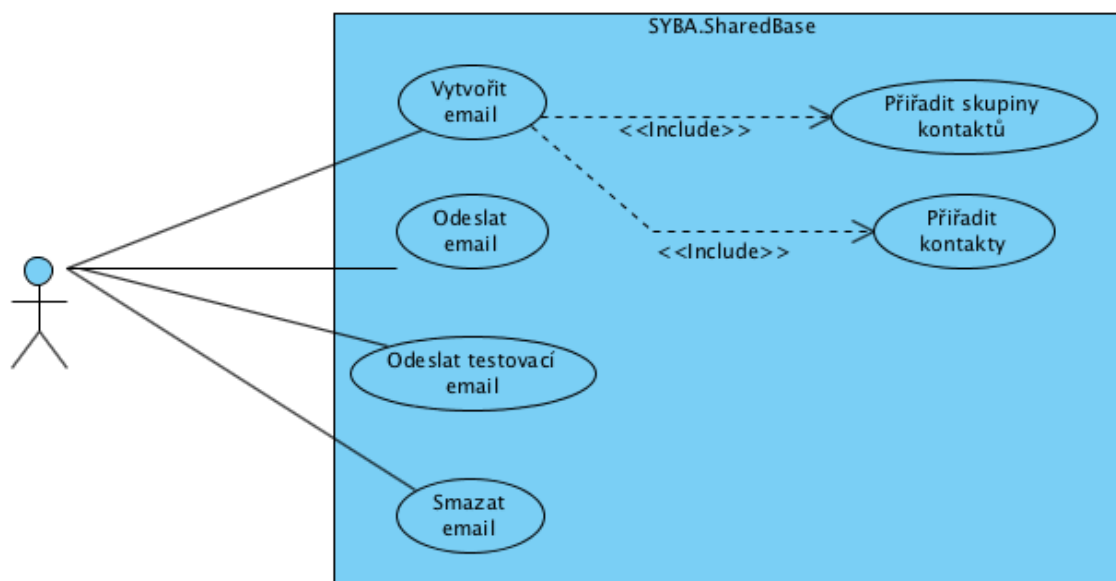 SYBA.SharedBase
Vytvořit
email
<<Include>>
Přiřadit skupiny
kontaktů
Odeslat
email
<<Include>>
Přiřadit
kontakty
Odeslat testovací
email
Smazat
email